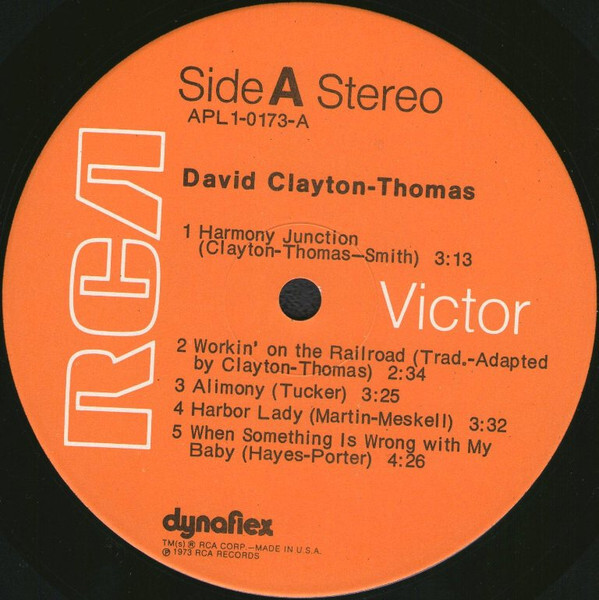 Side A Stereo
APL1-0173-A
RCA
David Clayton-Thomas
1 Harmony Junction
(Clayton-Thomas—Smith) 3:13
Victor
2 Workin' on the Railroad (Trad.-Adapted
by Clayton-Thomas) 2:34
3 Alimony (Tucker) 3:25
4 Harbor Lady (Martin-Meskell) 3:32
5 When Something Is Wrong with My
Baby (Hayes-Porter) 4:26
dynaflex
TM(s) ® RCA CORP.—MADE IN U.S.A.
℗ 1973 RCA RECORDS